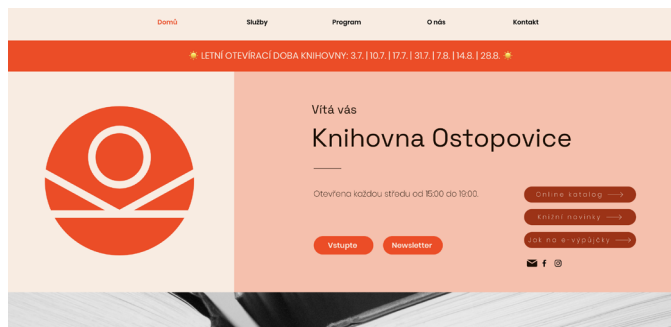 Domů
Služby
Program
O nás
Kontakt
LETNÍ OTEVÍRACÍ DOBA KNIHOVNY: 3.7. | 10.7. | 17.7. | 31.7. | 7.8. | 14.8. | 28.8.
Vítá vás
Knihovna Ostopovice
Otevřena každou středu od 15:00 do 19:00.
Online katalog
Knižní novinky
Jak na e-výpůjčky
Vstupte
Newsletter